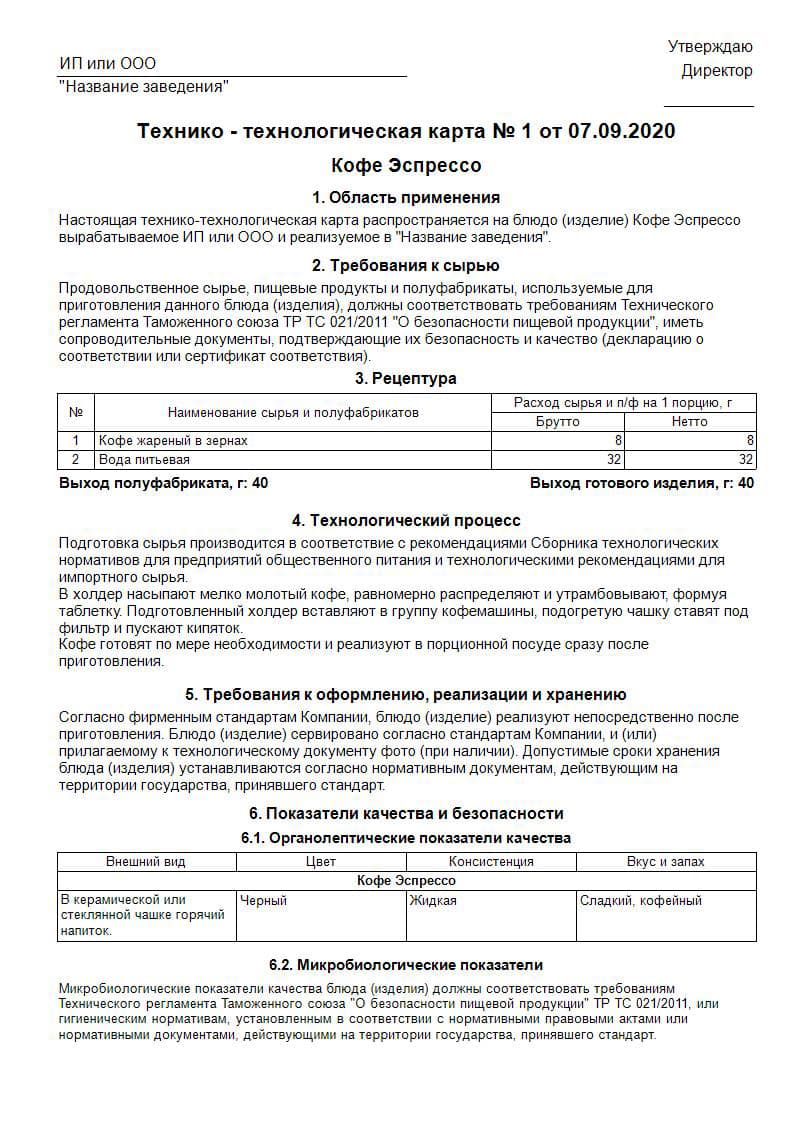 Утверждаю
ИП или ООО
Директор
"Название заведения"
Технико - технологическая карта № 1 от 07.09.2020
Кофе Эспрессо
1. Область применения
Настоящая технико-технологическая карта распространяется на блюдо (изделие) Кофе Эспрессо
вырабатываемое ИП или ООО и реализуемое в "Название заведения".
2. Требования к сырью
Продовольственное сырье, пищевые продукты и полуфабрикаты, используемые для
приготовления данного блюда (изделия), должны соответствовать требованиям Технического
регламента Таможенного союза ТР ТС 021/2011 "О безопасности пищевой продукции", иметь
сопроводительные документы, подтверждающие их безопасность и качество (декларацию о
соответствии или сертификат соответствия).
3. Рецептура
№ Наименование сырья и полуфабрикатов Расход сырья и п/ф на 1 порцию, г
Брутто Нетто
1 Кофе жареный в зернах 8 8
2 Вода питьевая 32 32
Выход полуфабриката, г: 40 Выход готового изделия, г: 40
4. Технологический процесс
Подготовка сырья производится в соответствие с рекомендациями Сборника технологических
нормативов для предприятий общественного питания и технологическими рекомендациями для
импортного сырья.
В холдер насыпают мелко молотый кофе, равномерно распределяют и утрамбовывают, формуя
таблетку. Подготовленный холдер вставляют в группу кофемашины, подогретую чашку ставят под
фильтр и пускают кипяток.
Кофе готовят по мере необходимости и реализуют в порционной посуде сразу после
приготовления.
5. Требования к оформлению, реализации и хранению
Согласно фирменным стандартам Компании, блюдо (изделие) реализуют непосредственно после
приготовления. Блюдо (изделие) сервировано согласно стандартам Компании, и (или)
прилагаемому к технологическому документу фото (при наличии). Допустимые сроки хранения
блюда (изделия) устанавливаются согласно нормативным документам, действующим на
территории государства, принявшего стандарт.
6. Показатели качества и безопасности
6.1. Органолептические показатели качества
Внешний вид Цвет Консистенция Вкус и запах
Кофе Эспрессо
В керамической или Черный Жидкая Сладкий, кофейный
стеклянной чашке горячий
напиток.
6.2. Микробиологические показатели
Микробиологические показатели качества блюда (изделия) должны соответствовать требованиям
Технического регламента Таможенного союза "О безопасности пищевой продукции" ТР ТС 021/2011, или
гигиеническим нормативам, установленным в соответствии с нормативными правовыми актами или
нормативными документами, действующими на территории государства, принявшего стандарт.